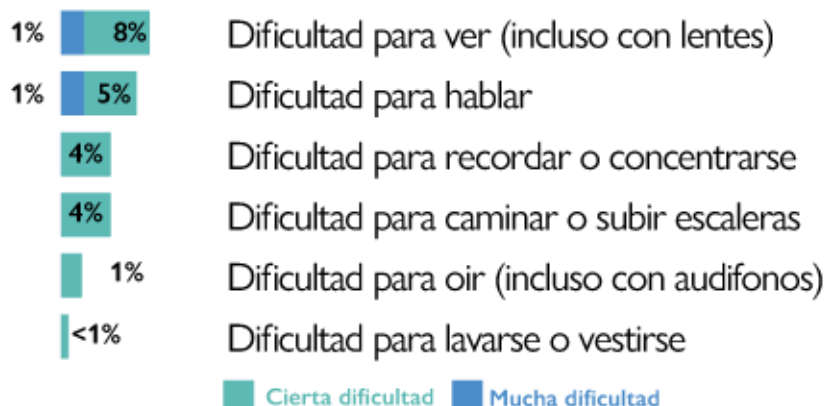 1% 8% Dificultad para ver (incluso con lentes)
1% 5% Dificultad para hablar
4% Dificultad para recordar o concentrarse
4% Dificultad para caminar o subir escaleras
1% Dificultad para oir (incluso con audifonos)
<1% Dificultad para lavarse o vestirse
Cierta dificultad Mucha dificultad